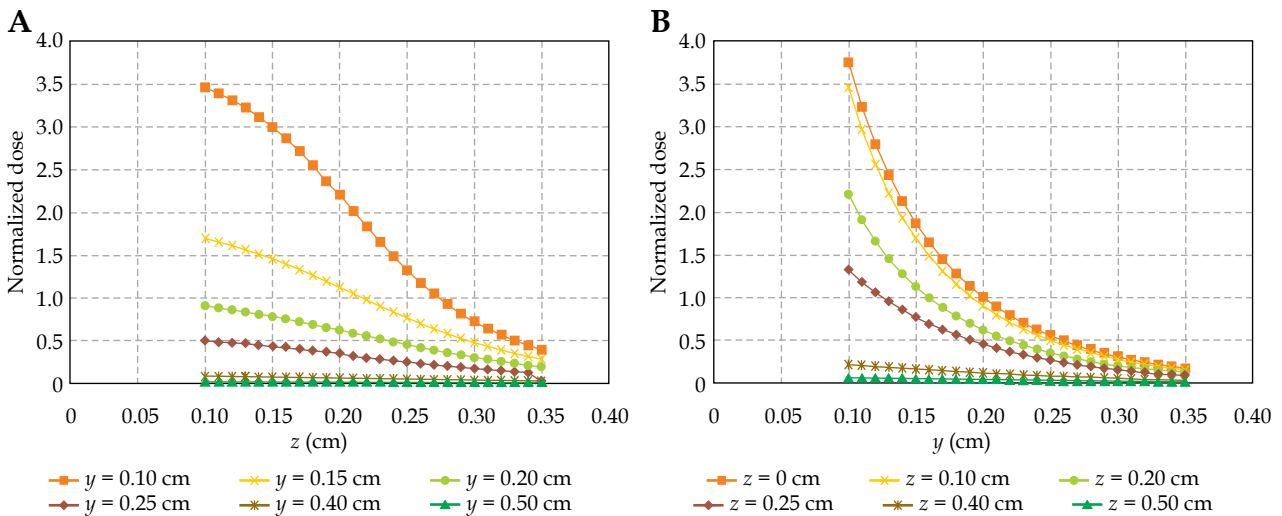 A
4.0
3.5
3.0
2.5
2.0
1.5
1.0
0.5
0
Normalized dose
0 0.05 0.10 0.15 0.20 0.25 0.30 0.35 0.40
z (cm)
y = 0.10 cm y = 0.15 cm y = 0.20 cm
y = 0.25 cm y = 0.40 cm y = 0.50 cm
B
4.0
3.5
3.0
2.5
2.0
1.5
1.0
0.5
0
Normalized dose
0 0.05 0.10 0.15 0.20 0.25 0.30 0.35 0.40
y (cm)
z = 0 cm z = 0.10 cm z = 0.20 cm
z = 0.25 cm z = 0.40 cm z = 0.50 cm